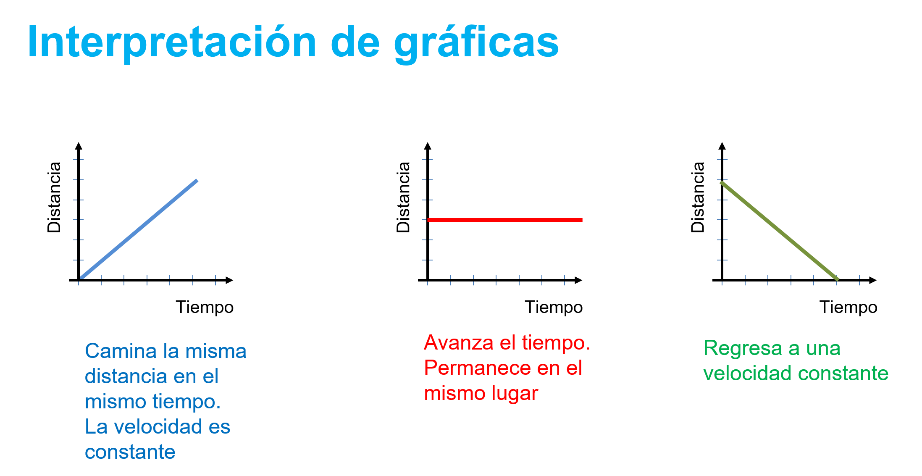 Interpretación de gráficas
Distancia
Tiempo
Camina la misma
distancia en el
mismo tiempo.
La velocidad es
constante
Distancia
Tiempo
Avanza el tiempo.
Permanece en el
mismo lugar
Distancia
Tiempo
Regresa a una
velocidad constante